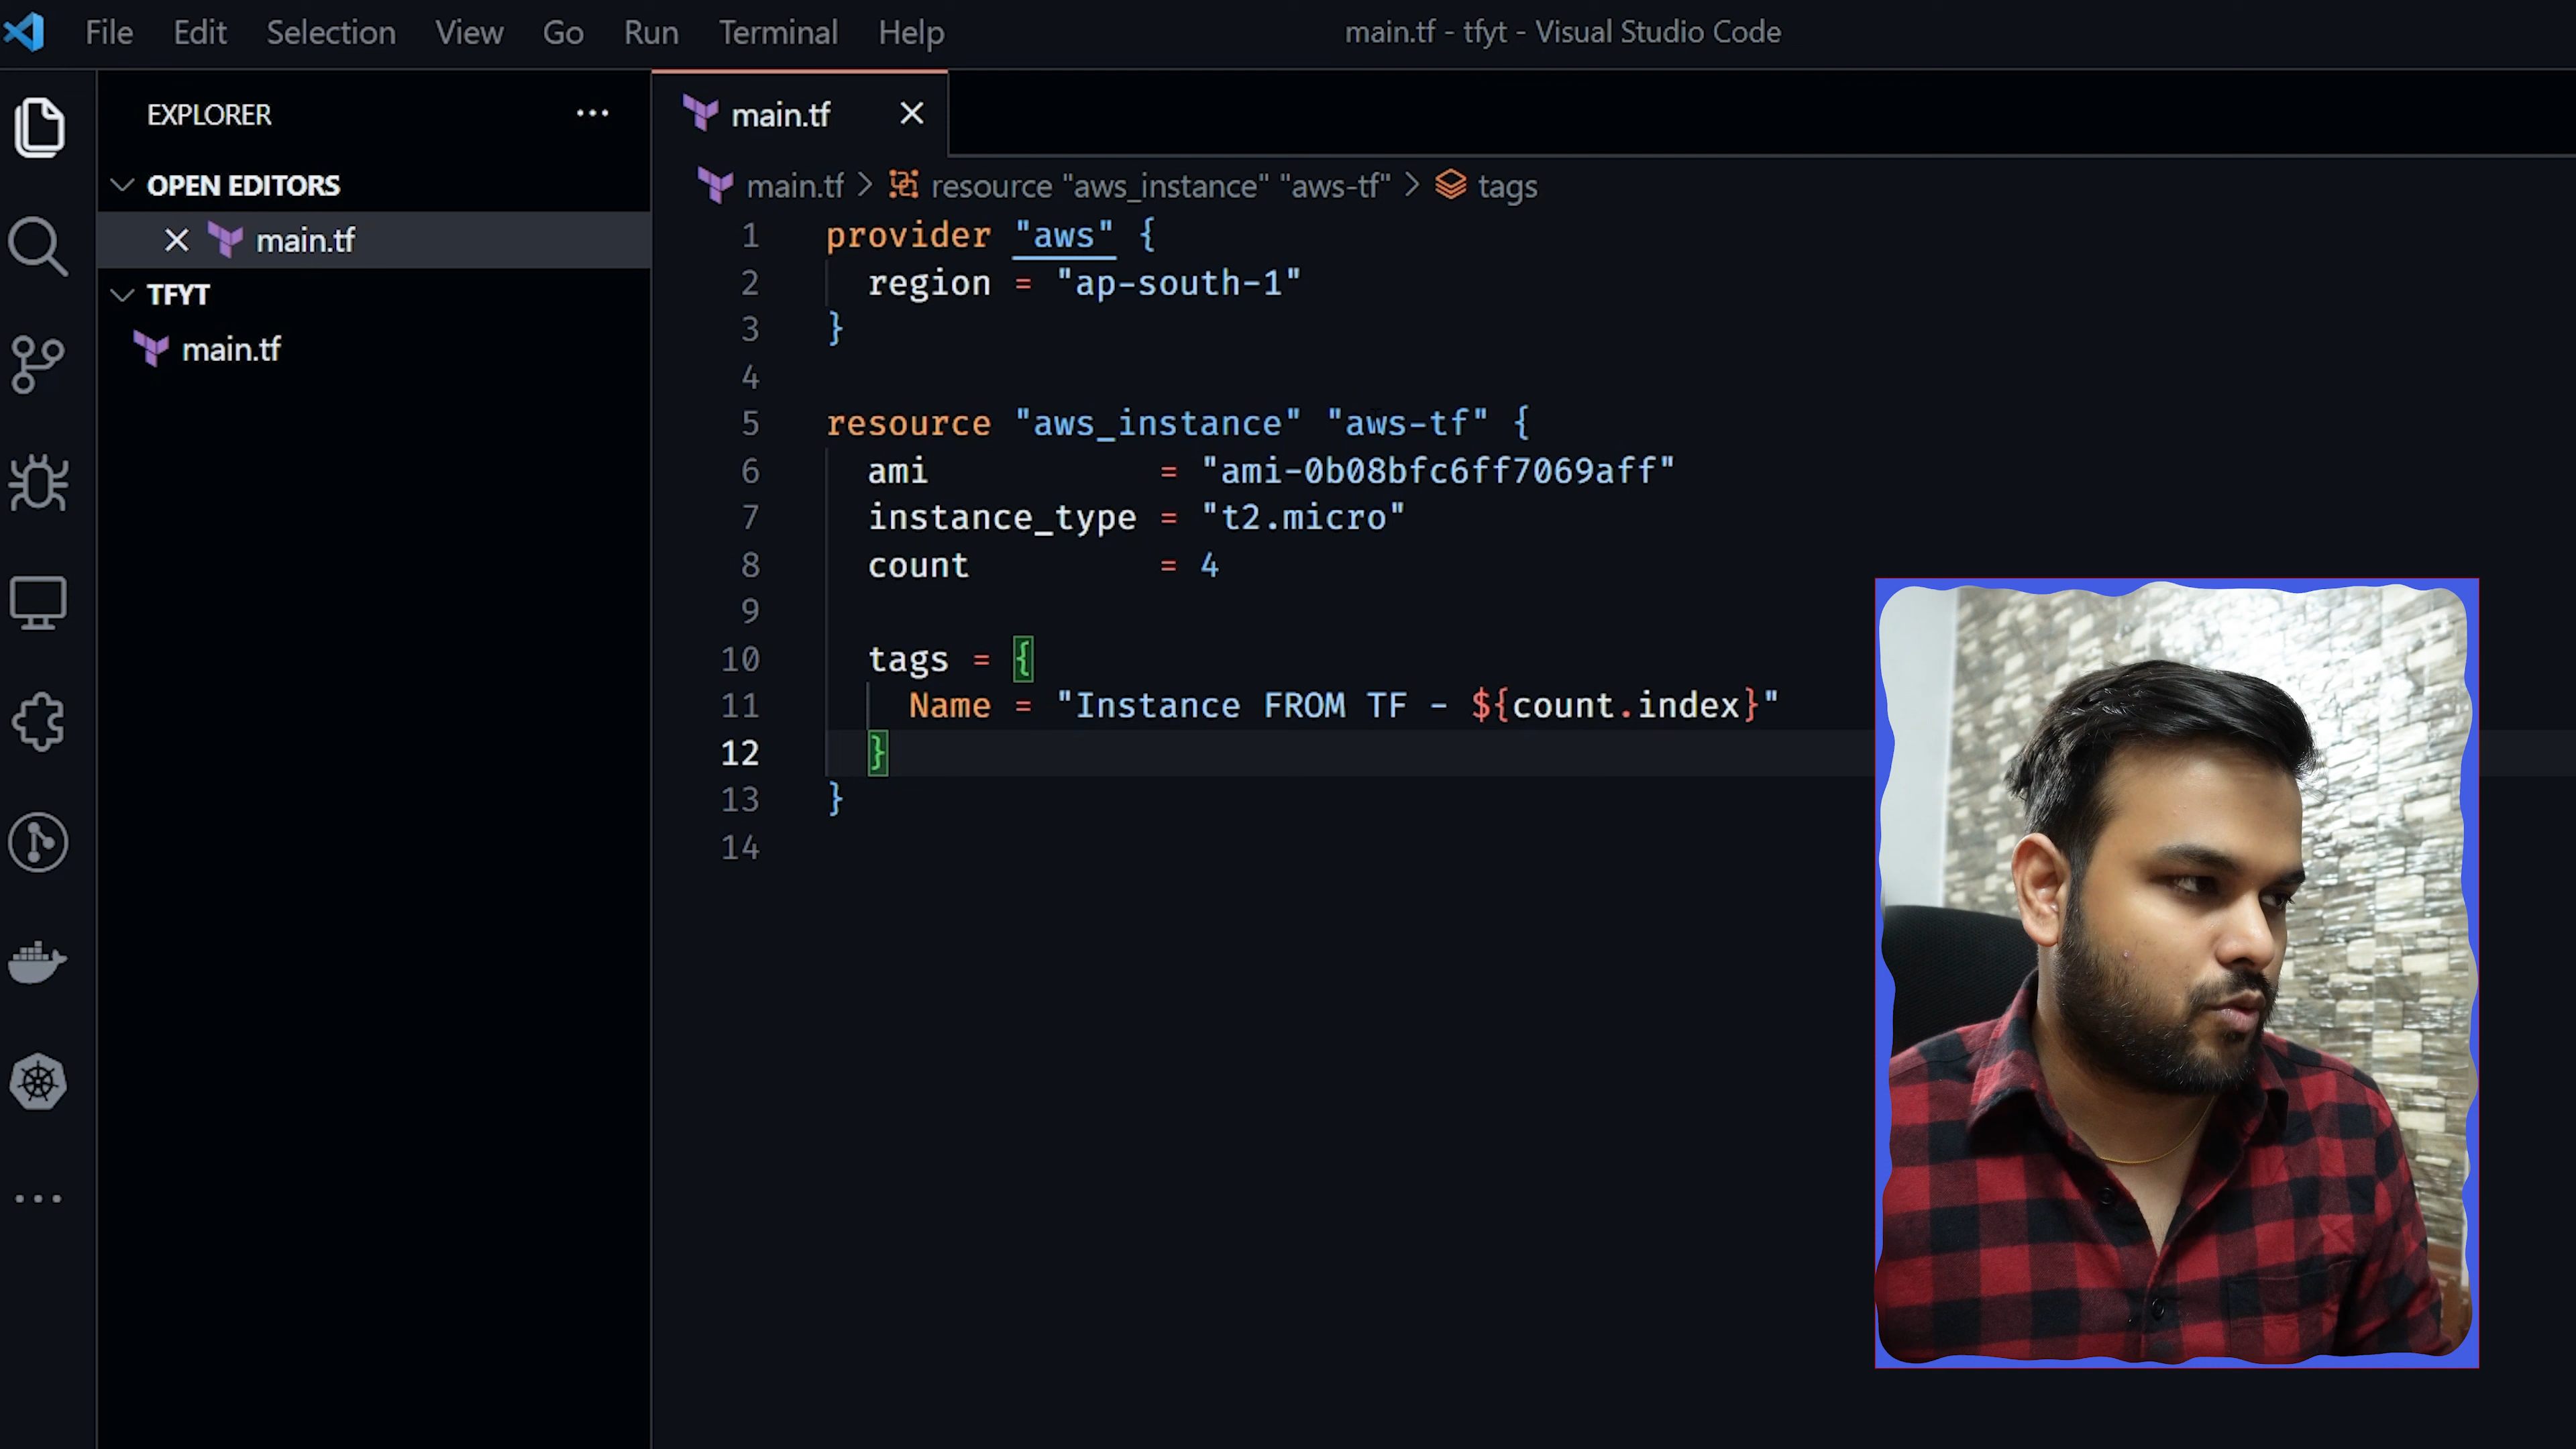 File Edit Selection View Go Run Terminal Help
main.tf - tfyt - Visual Studio Code
EXPLORER
OPEN EDITORS
main.tf
TFYT
main.tf
main.tf
main.tf > resource "aws_instance" "aws-tf" > tags
1 provider "aws" {
2 region = "ap-south-1"
3 }
4
5 resource "aws_instance" "aws-tf" {
6 ami = "ami-0b08bfc6ff7069aff"
7 instance_type = "t2.micro"
8 count = 4
9
10 tags = {
11 Name = "Instance FROM TF - ${count.index}"
12 }
13 }
14